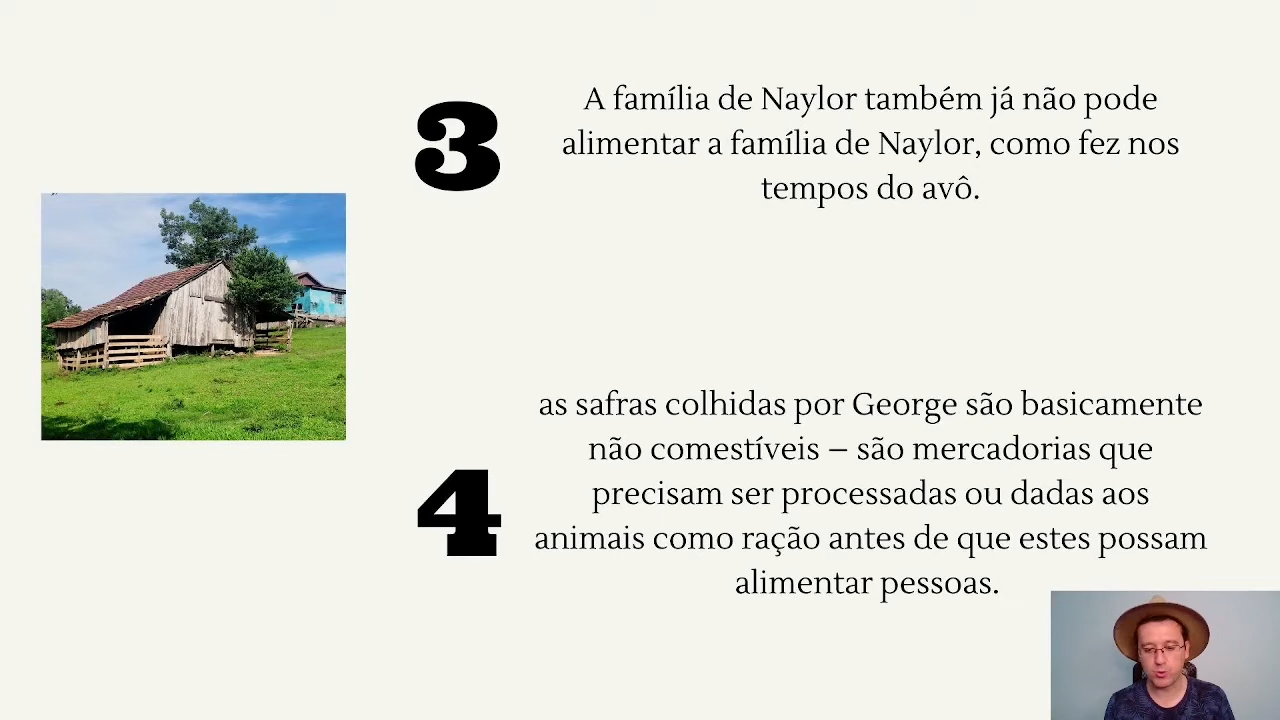 3
A família de Naylor também já não pode
alimentar a família de Naylor, como fez nos
tempos do avô.
4
as safras colhidas por George são basicamente
não comestíveis – são mercadorias que
precisam ser processadas ou dadas aos
animais como ração antes de que estes possam
alimentar pessoas.